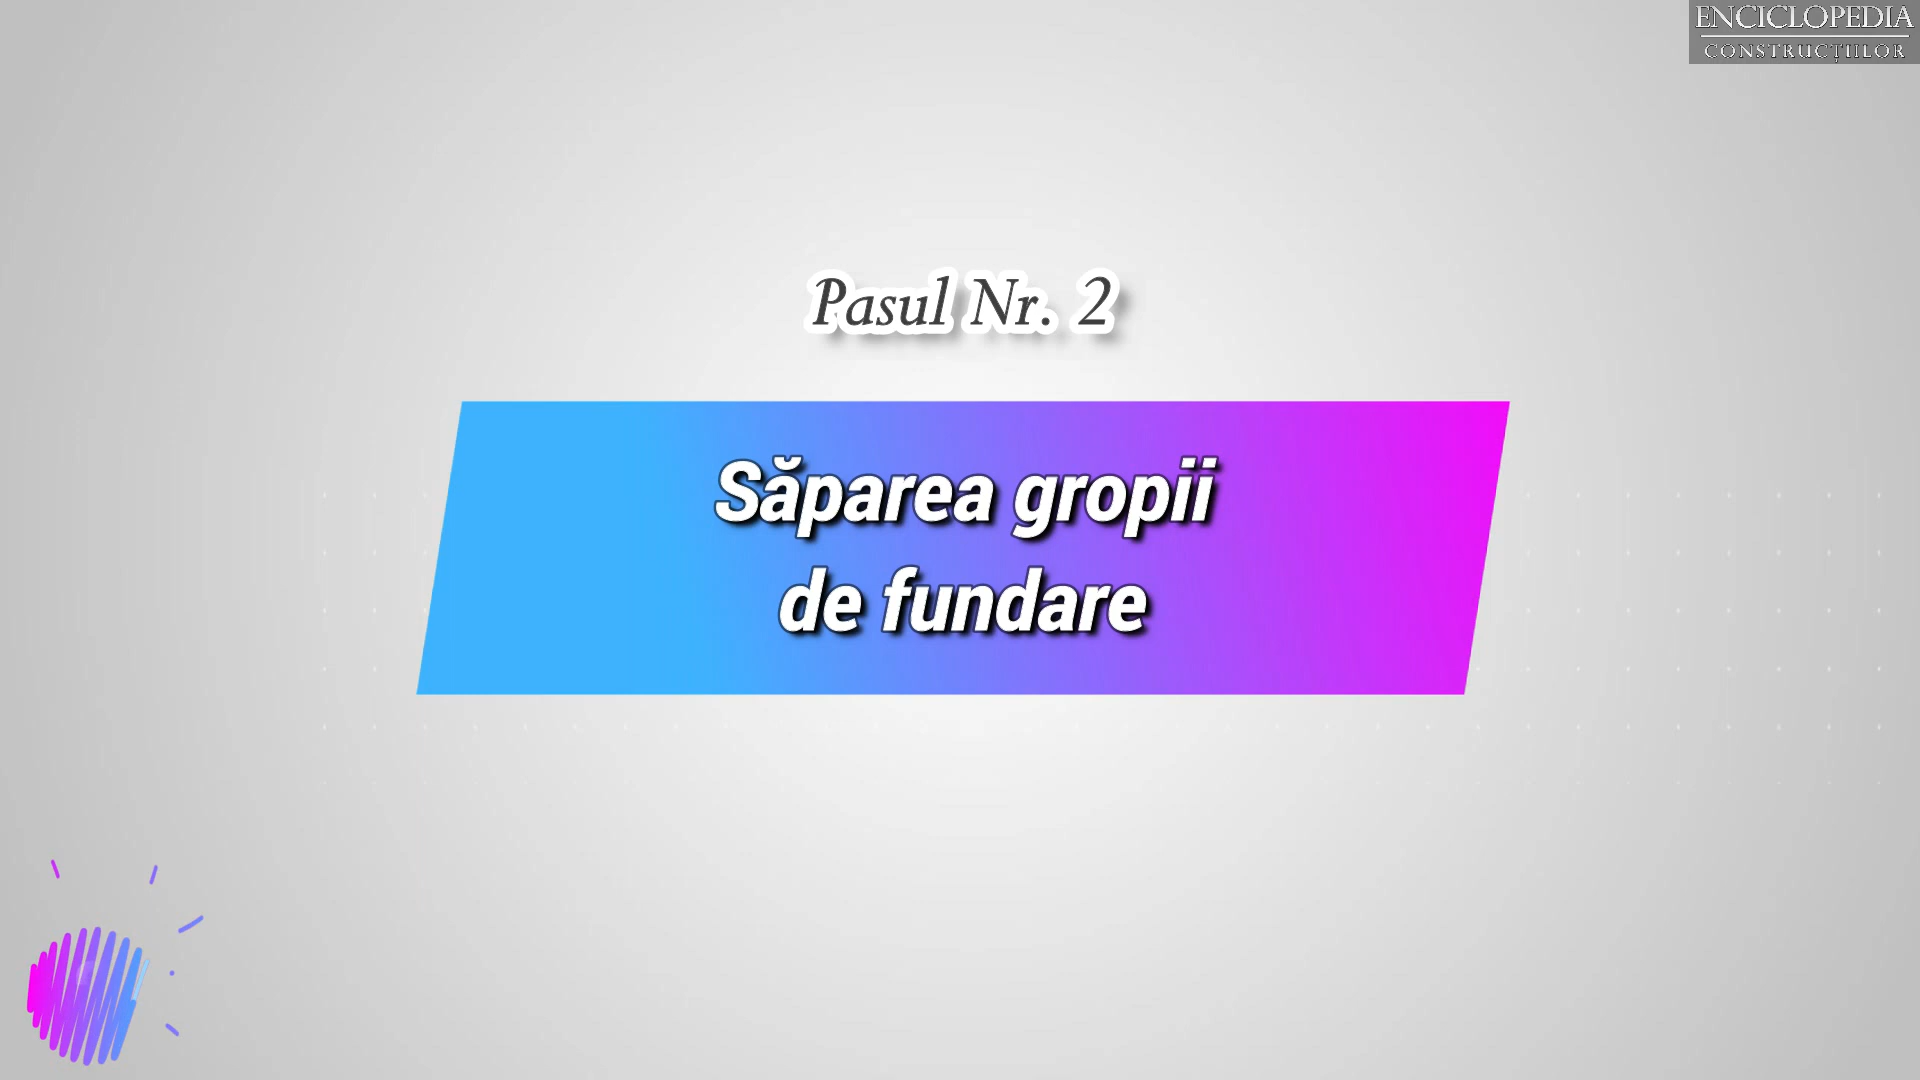 ENCICLOPEDIA
CONSTRUCȚIILOR
Pasul Nr. 2
Săparea gropii
de fundare